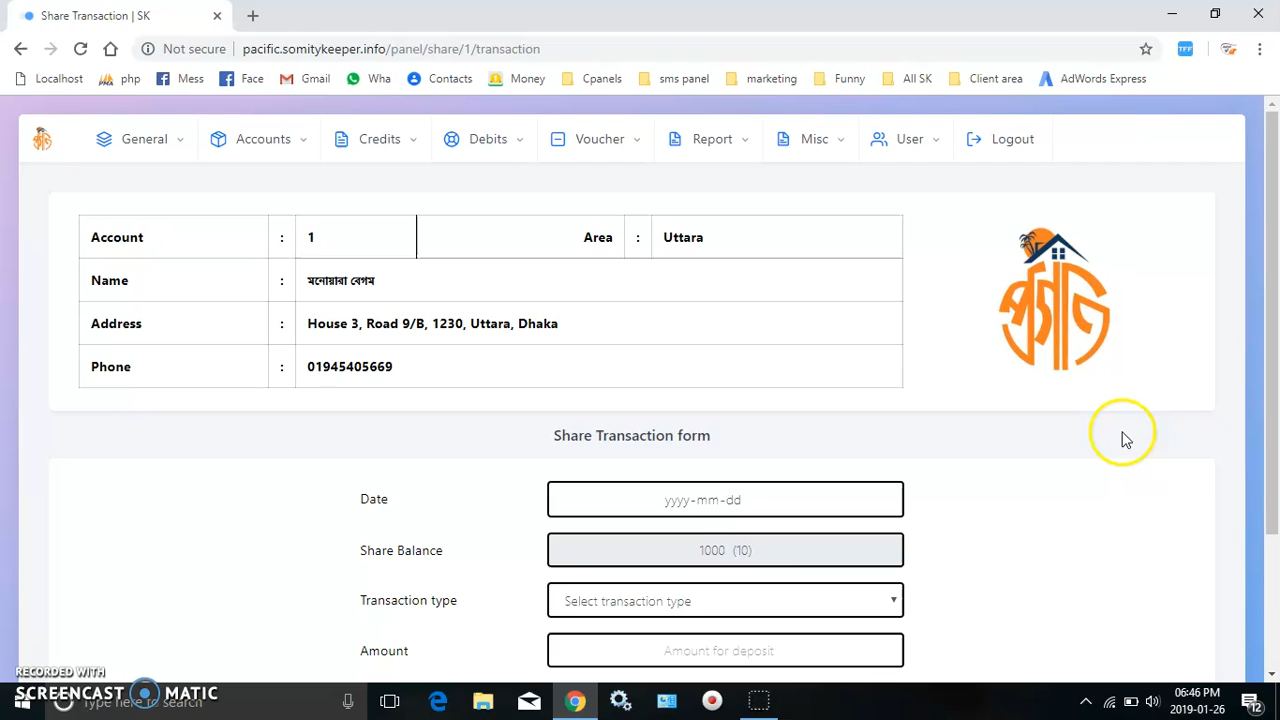 Share Transaction | SK
Not secure pacific.somitykeeper.info/panel/share/1/transaction
Localhost php Mess Face Gmail Wha Contacts Money Cpanels sms panel marketing Funny All SK Client area AdWords Express
General Accounts Credits Debits Voucher Report Misc User Logout
Account : 1 Area : Uttara
Name : মনোয়ারা বেগম
Address : House 3, Road 9/B, 1230, Uttara, Dhaka
Phone : 01945405669
Share Transaction form
Date yyyy-mm-dd
Share Balance 1000 (10)
Transaction type Select transaction type
Amount Amount for deposit
RECORDED WITH
SCREENCAST MATIC
Type here to search
06:46 PM
2019-01-26
12